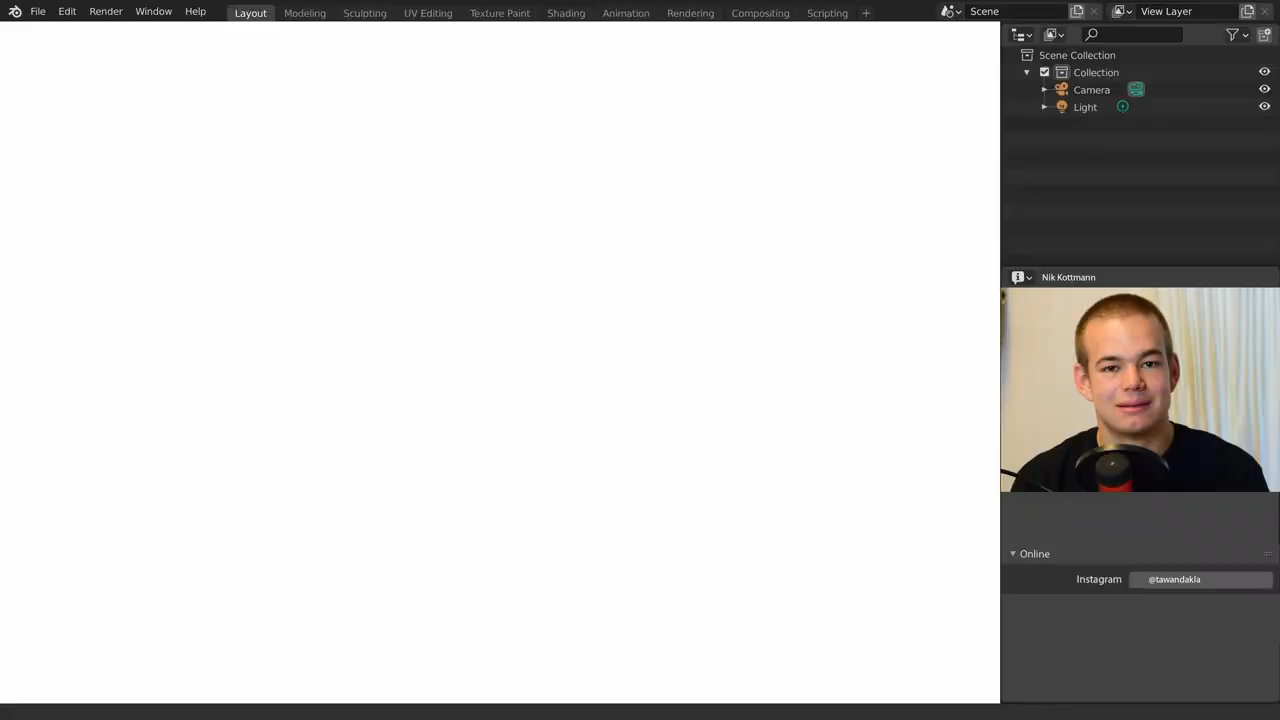 File Edit Render Window Help Layout Modeling Sculpting UV Editing Texture Paint Shading Animation Rendering Compositing Scripting + Scene View Layer
Scene Collection
Collection
Camera
Light
Nik Kottmann
Online
Instagram @tawandakla